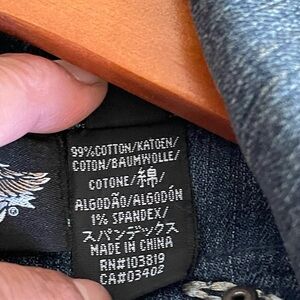 99%COTTON/KATOEN/
COTON/BAUMWOLLE/
COTONE/綿/
ALGODÃO/ALGODÓN
1% SPANDEX/
スパンデックス
MADE IN CHINA
RN#103819
CA#03402
®